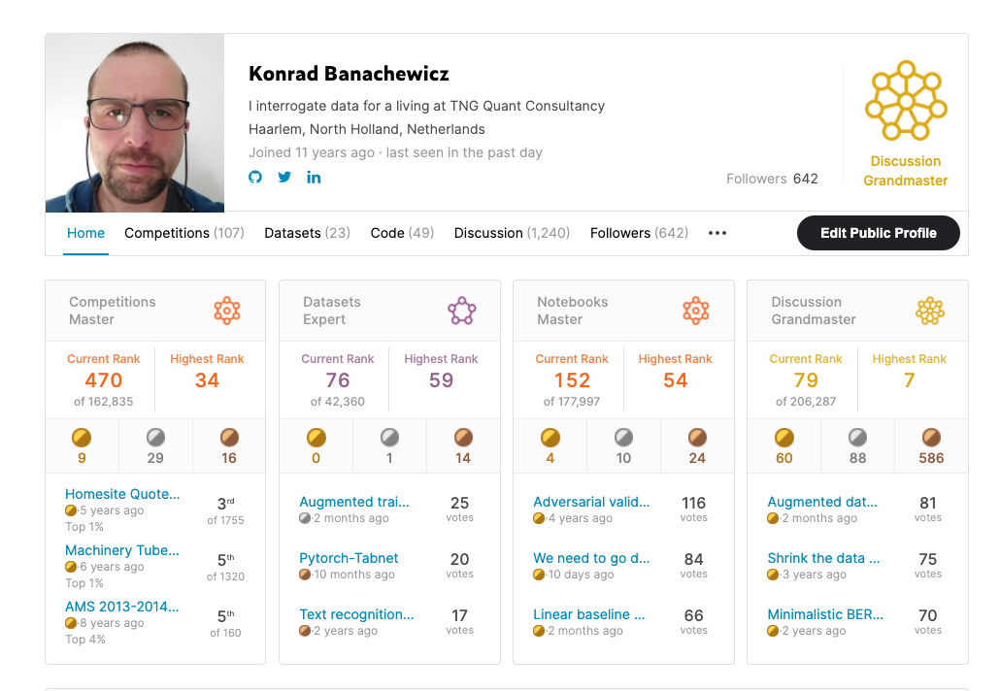 Konrad Banachewicz
I interrogate data for a living at TNG Quant Consultancy
Haarlem, North Holland, Netherlands
Joined 11 years ago · last seen in the past day
in
Followers 642
Discussion
Grandmaster
Home Competitions (107) Datasets (23) Code (49) Discussion (1,240) Followers (642) •••
Edit Public Profile
Competitions
Master
Current Rank Highest Rank
470 34
of 162,835
9 29 16
Homesite Quote... 3rd
·5 years ago of 1755
Top 1%
Machinery Tube... 5th
·6 years ago of 1320
Top 1%
AMS 2013-2014... 5th
·8 years ago of 160
Top 4%
Datasets
Expert
Current Rank Highest Rank
76 59
of 42,360
0 1 14
Augmented trai... 25
·2 months ago votes
Pytorch-Tabnet 20
·10 months ago votes
Text recognition... 17
·2 years ago votes
Notebooks
Master
Current Rank Highest Rank
152 54
of 177,997
4 10 24
Adversarial valid... 116
·4 years ago votes
We need to go d... 84
·10 days ago votes
Linear baseline ... 66
·2 months ago votes
Discussion
Grandmaster
Current Rank Highest Rank
79 7
of 206,287
60 88 586
Augmented dat... 81
·2 months ago votes
Shrink the data ... 75
·3 years ago votes
Minimalistic BER... 70
·2 years ago votes